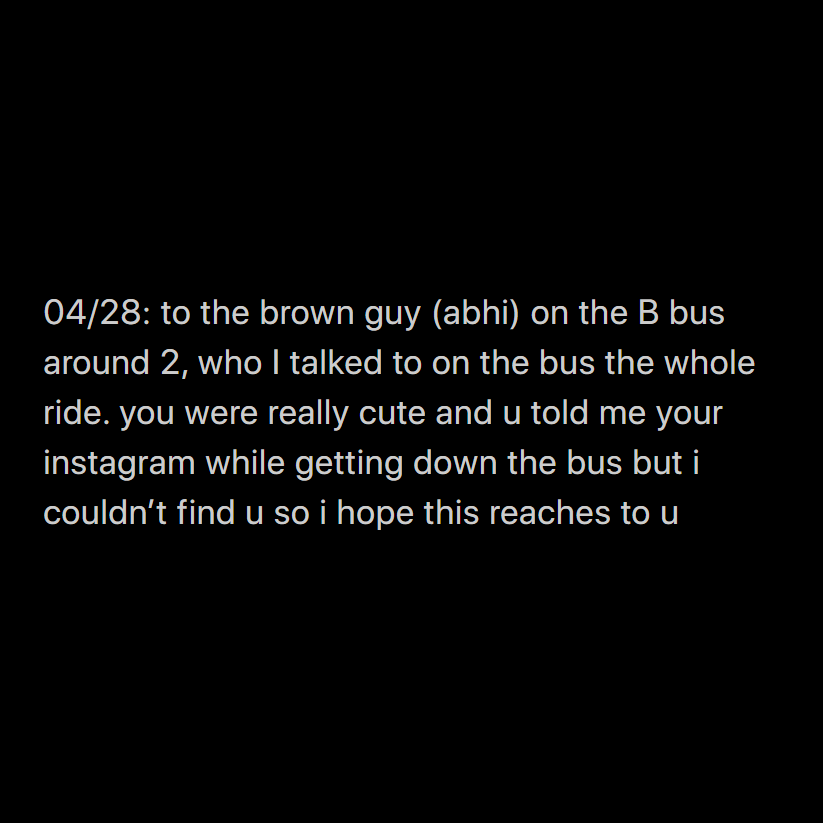 04/28: to the brown guy (abhi) on the B bus
around 2, who I talked to on the bus the whole
ride. you were really cute and u told me your
instagram while getting down the bus but i
couldn’t find u so i hope this reaches to u